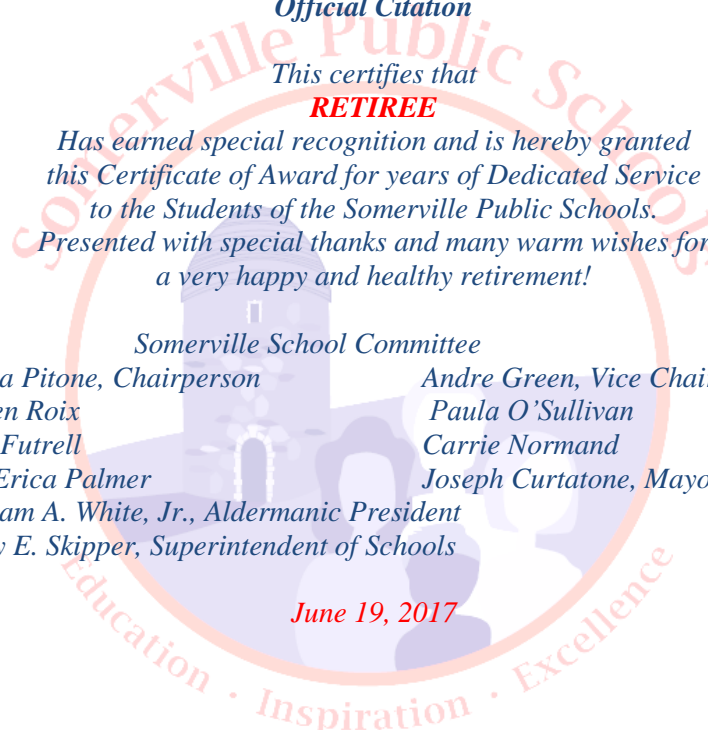 Official Citation
This certifies that
RETIREE
Has earned special recognition and is hereby granted
this Certificate of Award for years of Dedicated Service
to the Students of the Somerville Public Schools.
Presented with special thanks and many warm wishes for
a very happy and healthy retirement!
Somerville School Committee
a Pitone, Chairperson Andre Green, Vice Chair
en Roix Paula O’Sullivan
Futrell Carrie Normand
Erica Palmer Joseph Curtatone, Mayo
am A. White, Jr., Aldermanic President
y E. Skipper, Superintendent of Schools
June 19, 2017
Somerville Public Schools
Education · Inspiration · Excellence